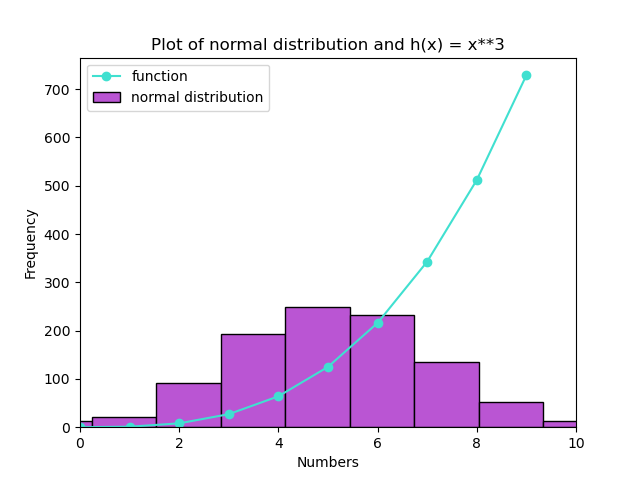 Plot of normal distribution and h(x) = x**3
function
normal distribution
700
600
500
400
300
200
100
0
Frequency
0 2 4 6 8 10
Numbers